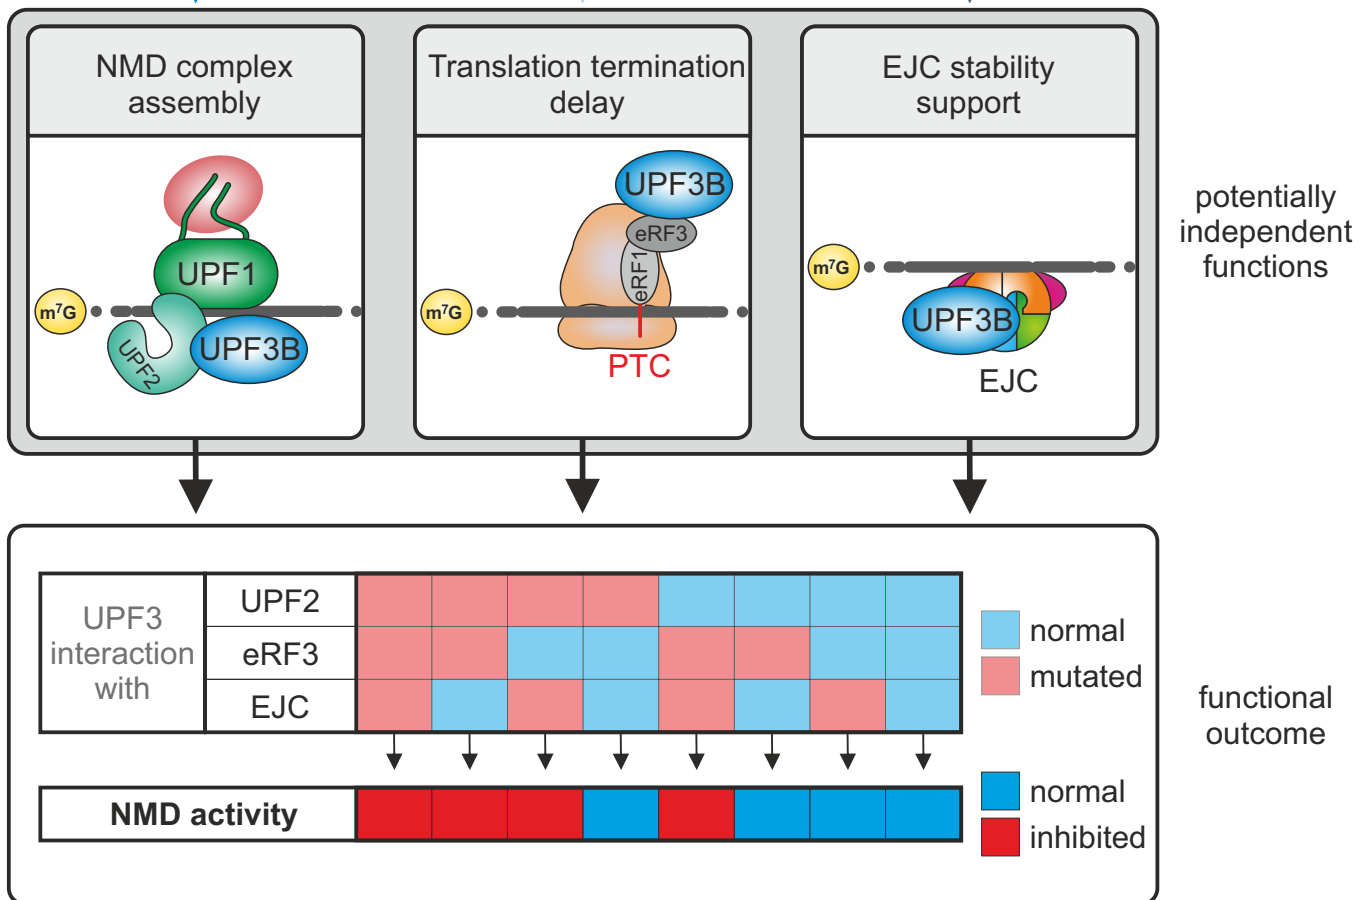 NMD complex
assembly
Translation termination
delay
EJC stability
support
UPF1
m⁷G
UPF2
UPF3B
UPF3B
eRF3
eRF1
m⁷G
PTC
m⁷G
UPF3B
EJC
potentially
independent
functions
UPF3
interaction
with
UPF2
eRF3
EJC
normal
mutated
NMD activity
normal
inhibited
functional
outcome